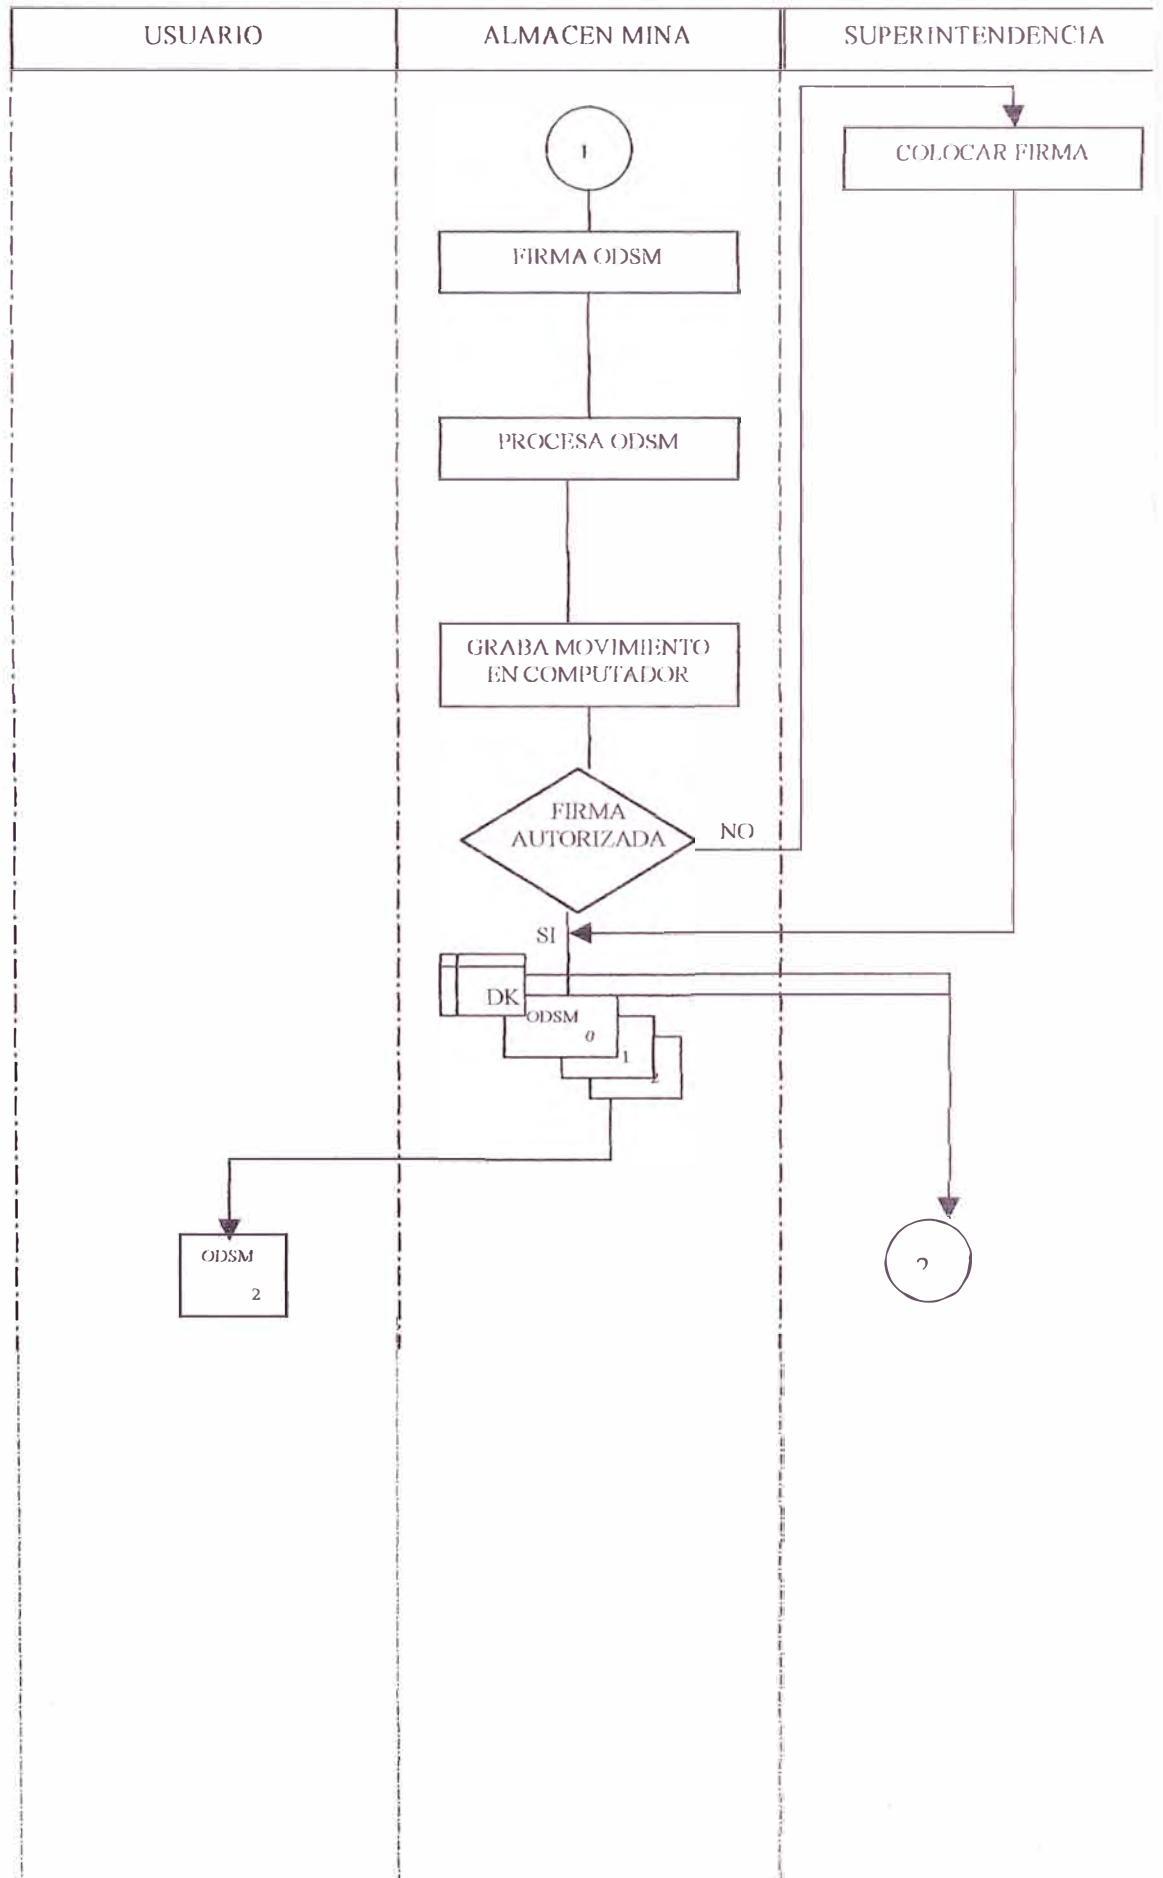 USUARIO
ALMACEN MINA
SUPERINTENDENCIA
1
COLOCAR FIRMA
FIRMA ODSM
PROCESA ODSM
GRABA MOVIMIENTO
EN COMPUTADOR
FIRMA
AUTORIZADA
NO
SI
DK
ODSM
0
1
2
ODSM
2
2